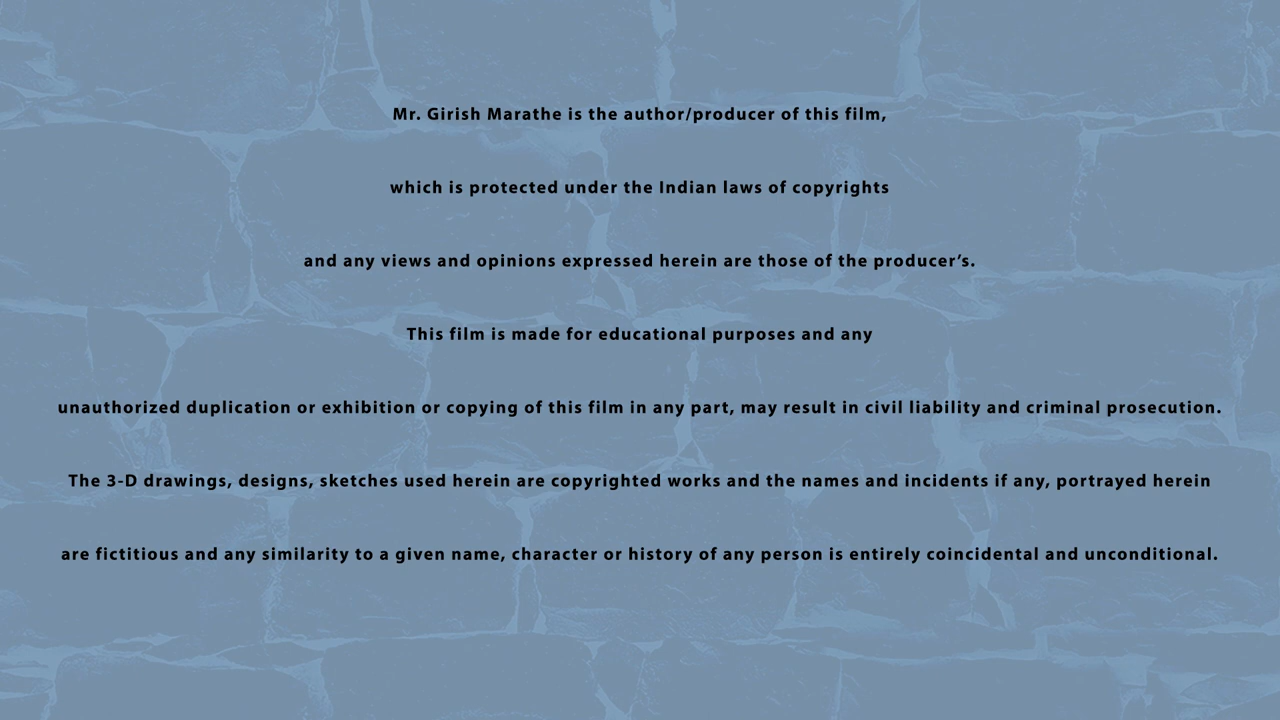 Mr. Girish Marathe is the author/producer of this film,
which is protected under the Indian laws of copyrights
and any views and opinions expressed herein are those of the producer’s.
This film is made for educational purposes and any
unauthorized duplication or exhibition or copying of this film in any part, may result in civil liability and criminal prosecution.
The 3-D drawings, designs, sketches used herein are copyrighted works and the names and incidents if any, portrayed herein
are fictitious and any similarity to a given name, character or history of any person is entirely coincidental and unconditional.